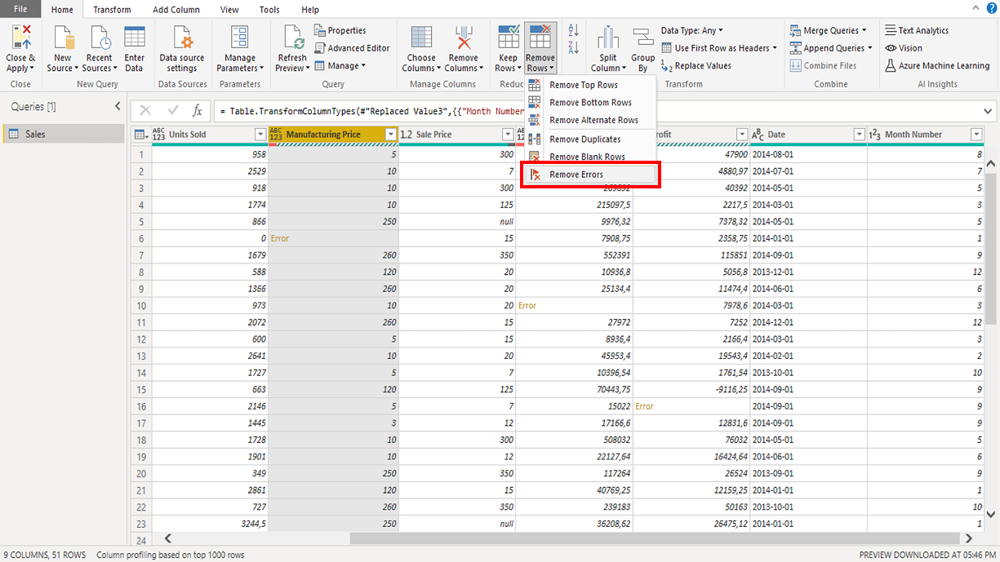 File Home Transform Add Column View Tools Help
Close & Apply
Close
New Source
Recent Sources
Enter Data
New Query
Data source settings
Data Sources
Manage Parameters
Parameters
Refresh Preview
Properties
Advanced Editor
Manage
Query
Choose Columns
Remove Columns
Manage Columns
Keep Rows
Remove Rows
Reduc
Split Column
Group By
Data Type: Any
Use First Row as Headers
Replace Values
Transform
Merge Queries
Append Queries
Combine Files
Combine
Text Analytics
Vision
Azure Machine Learning
AI Insights
Remove Top Rows
Remove Bottom Rows
Remove Alternate Rows
Remove Duplicates
Remove Blank Rows
Remove Errors
Queries [1]
Sales
fx = Table.TransformColumnTypes(#"Replaced Value3",{{"Month Number
ABC 123 Units Sold ABC 123 Manufacturing Price 1.2 Sale Price rofit ABC Date 123 Month Number
1 958 5 300 47900 2014-08-01 8
2 2529 10 7 4880,97 2014-07-01 7
3 918 10 300 40392 2014-05-01 5
4 1774 10 125 215097,5 2217,5 2014-03-01 3
5 866 250 null 9976,32 7378,32 2014-05-01 5
6 0 Error 15 7908,75 2358,75 2014-01-01 1
7 1679 260 350 552391 115851 2014-09-01 9
8 588 120 20 10936,8 5056,8 2013-12-01 12
9 1366 260 20 25134,4 11474,4 2014-06-01 6
10 973 10 20 Error 7978,6 2014-03-01 3
11 2072 260 15 27972 7252 2014-12-01 12
12 600 5 15 8936,4 2166,4 2014-03-01 3
13 2641 10 20 45953,4 19543,4 2014-02-01 2
14 1727 5 7 10396,54 1761,54 2013-10-01 10
15 663 120 125 70443,75 -9116,25 2014-09-01 9
16 2146 5 7 15022 Error 2014-09-01 9
17 1445 3 12 17166,6 12831,6 2014-09-01 9
18 1728 10 300 508032 76032 2014-05-01 5
19 1901 10 12 22127,64 16424,64 2014-06-01 6
20 349 250 350 117264 26524 2013-09-01 9
21 2861 120 15 40769,25 12159,25 2014-01-01 1
22 727 260 350 239183 50163 2013-10-01 10
23 3244,5 250 null 36208,62 26475,12 2014-01-01 1
24
9 COLUMNS, 51 ROWS Column profiling based on top 1000 rows PREVIEW DOWNLOADED AT 05:46 PM